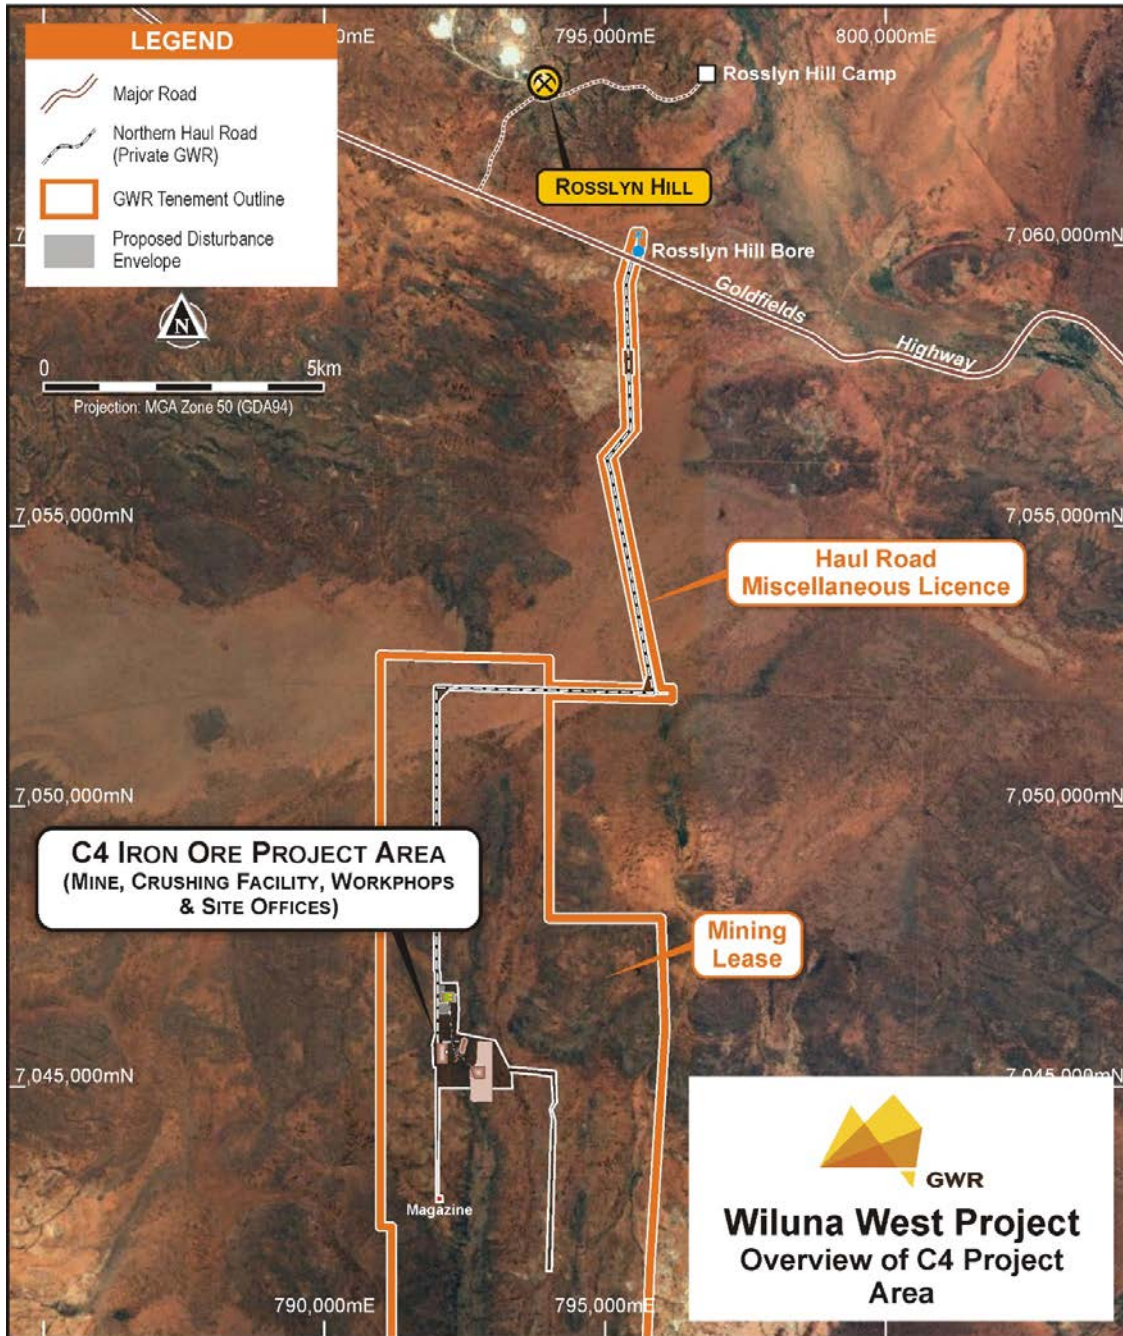 LEGEND
Major Road
Northern Haul Road
(Private GWR)
GWR Tenement Outline
Proposed Disturbance
Envelope
N
0 5km
Projection: MGA Zone 50 (GDA94)
0mE
795,000mE
800,000mE
Rosslyn Hill Camp
ROSSLYN HILL
7,060,000mN
Rosslyn Hill Bore
Goldfields
Highway
7,055,000mN
7,055,000mN
Haul Road
Miscellaneous Licence
7,050,000mN
7,050,000mN
C4 IRON ORE PROJECT AREA
(MINE, CRUSHING FACILITY, WORKPHOPS
& SITE OFFICES)
Mining
Lease
7,045,000mN
7,045,000mN
Magazine
790,000mE
795,000mE
GWR
Wiluna West Project
Overview of C4 Project
Area